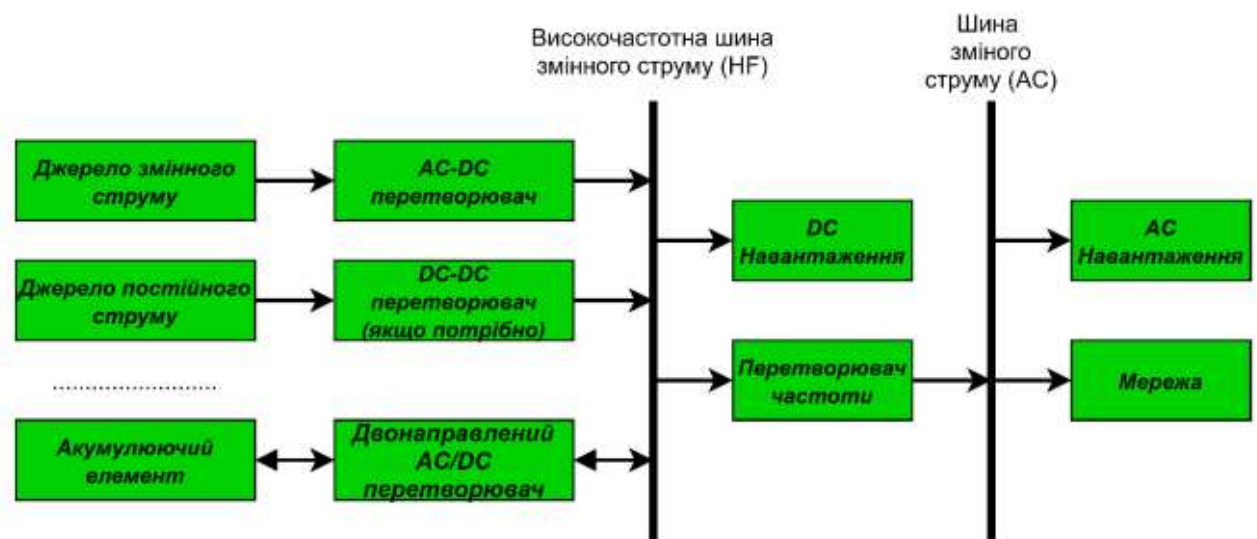 Високочастотна шина
змінного струму (HF)
Шина
зміного
струму (AC)
Джерело змінного
струму
AC-DC
перетворювач
DC
Навантаження
AC
Навантаження
Джерело постійного
струму
DC-DC
перетворювач
(якщо потрібно)
Перетворювач
частоти
Мережа
........................
Акумулюючий
елемент
Двонаправлений
AC/DC
перетворювач